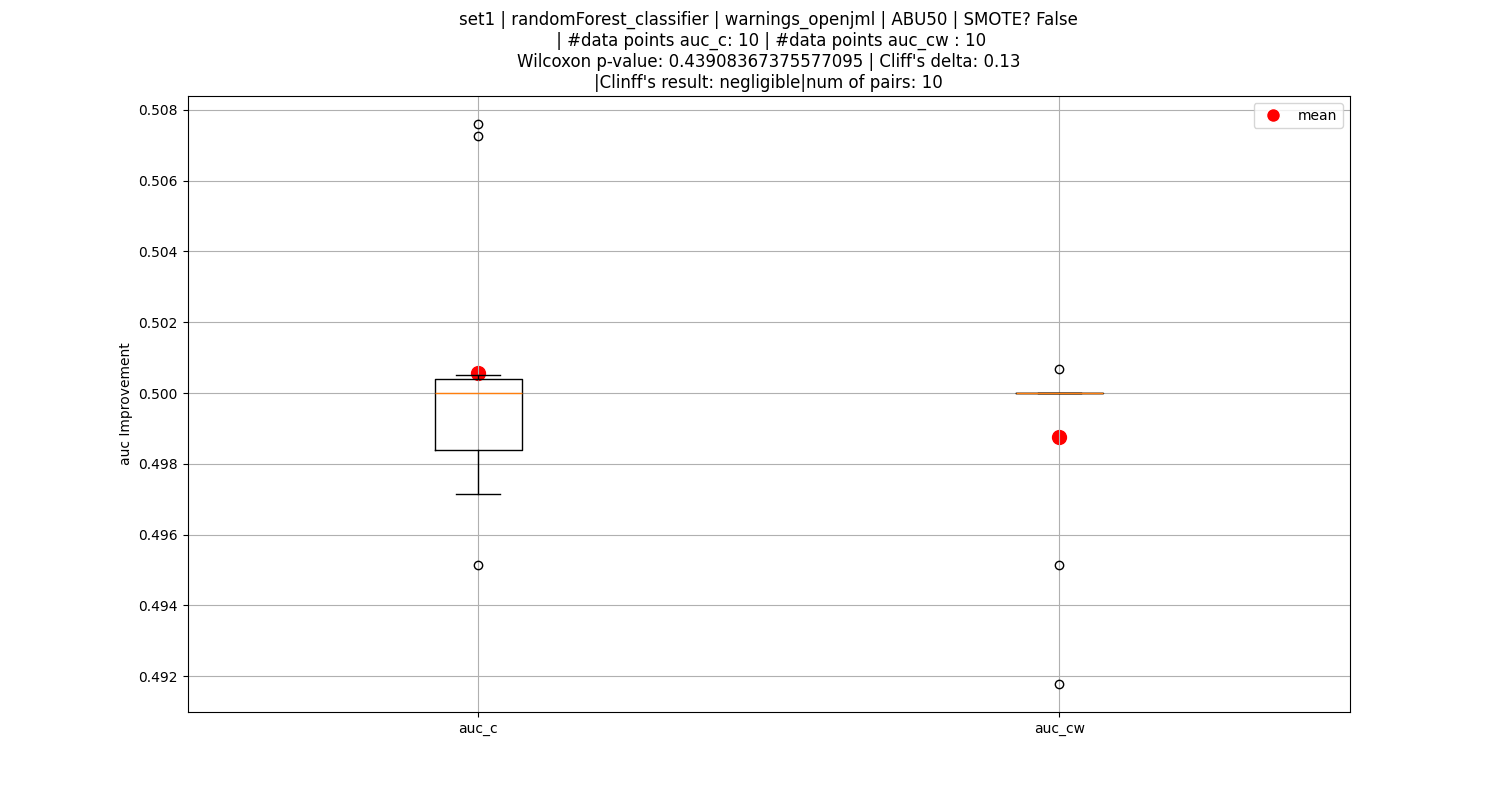 set1 | randomForest_classifier | warnings_openjml | ABU50 | SMOTE? False
| #data points auc_c: 10 | #data points auc_cw : 10
Wilcoxon p-value: 0.43908367375577095 | Cliff's delta: 0.13
|Clinff's result: negligible|num of pairs: 10
mean
0.508
0.506
0.504
0.502
0.500
0.498
0.496
0.494
0.492
auc Improvement
auc_c
auc_cw